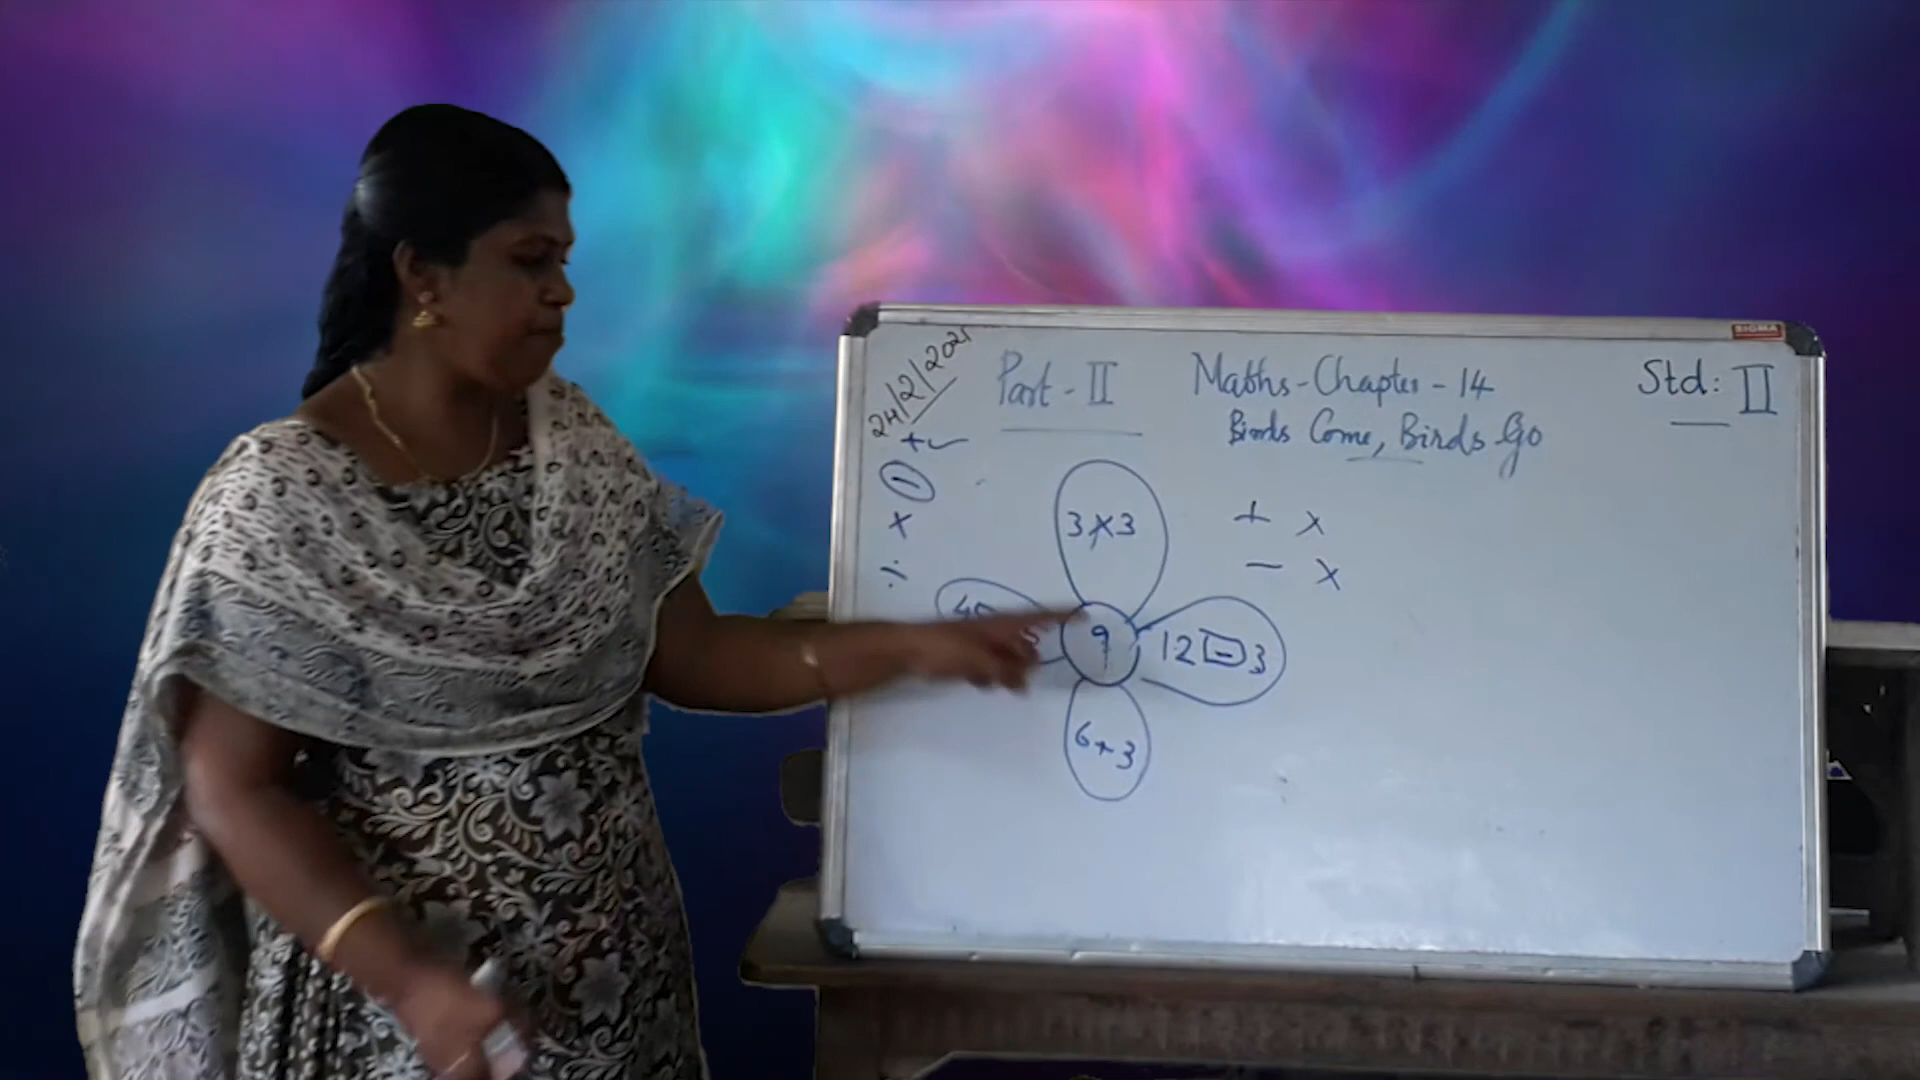 SIGMA
24/2/2021
Part - II
Maths - Chapter - 14
Std: II
Birds Come, Birds Go
+ ✓
−
×
÷
3×3
+ ×
− ×
9
12 - 3
6+3